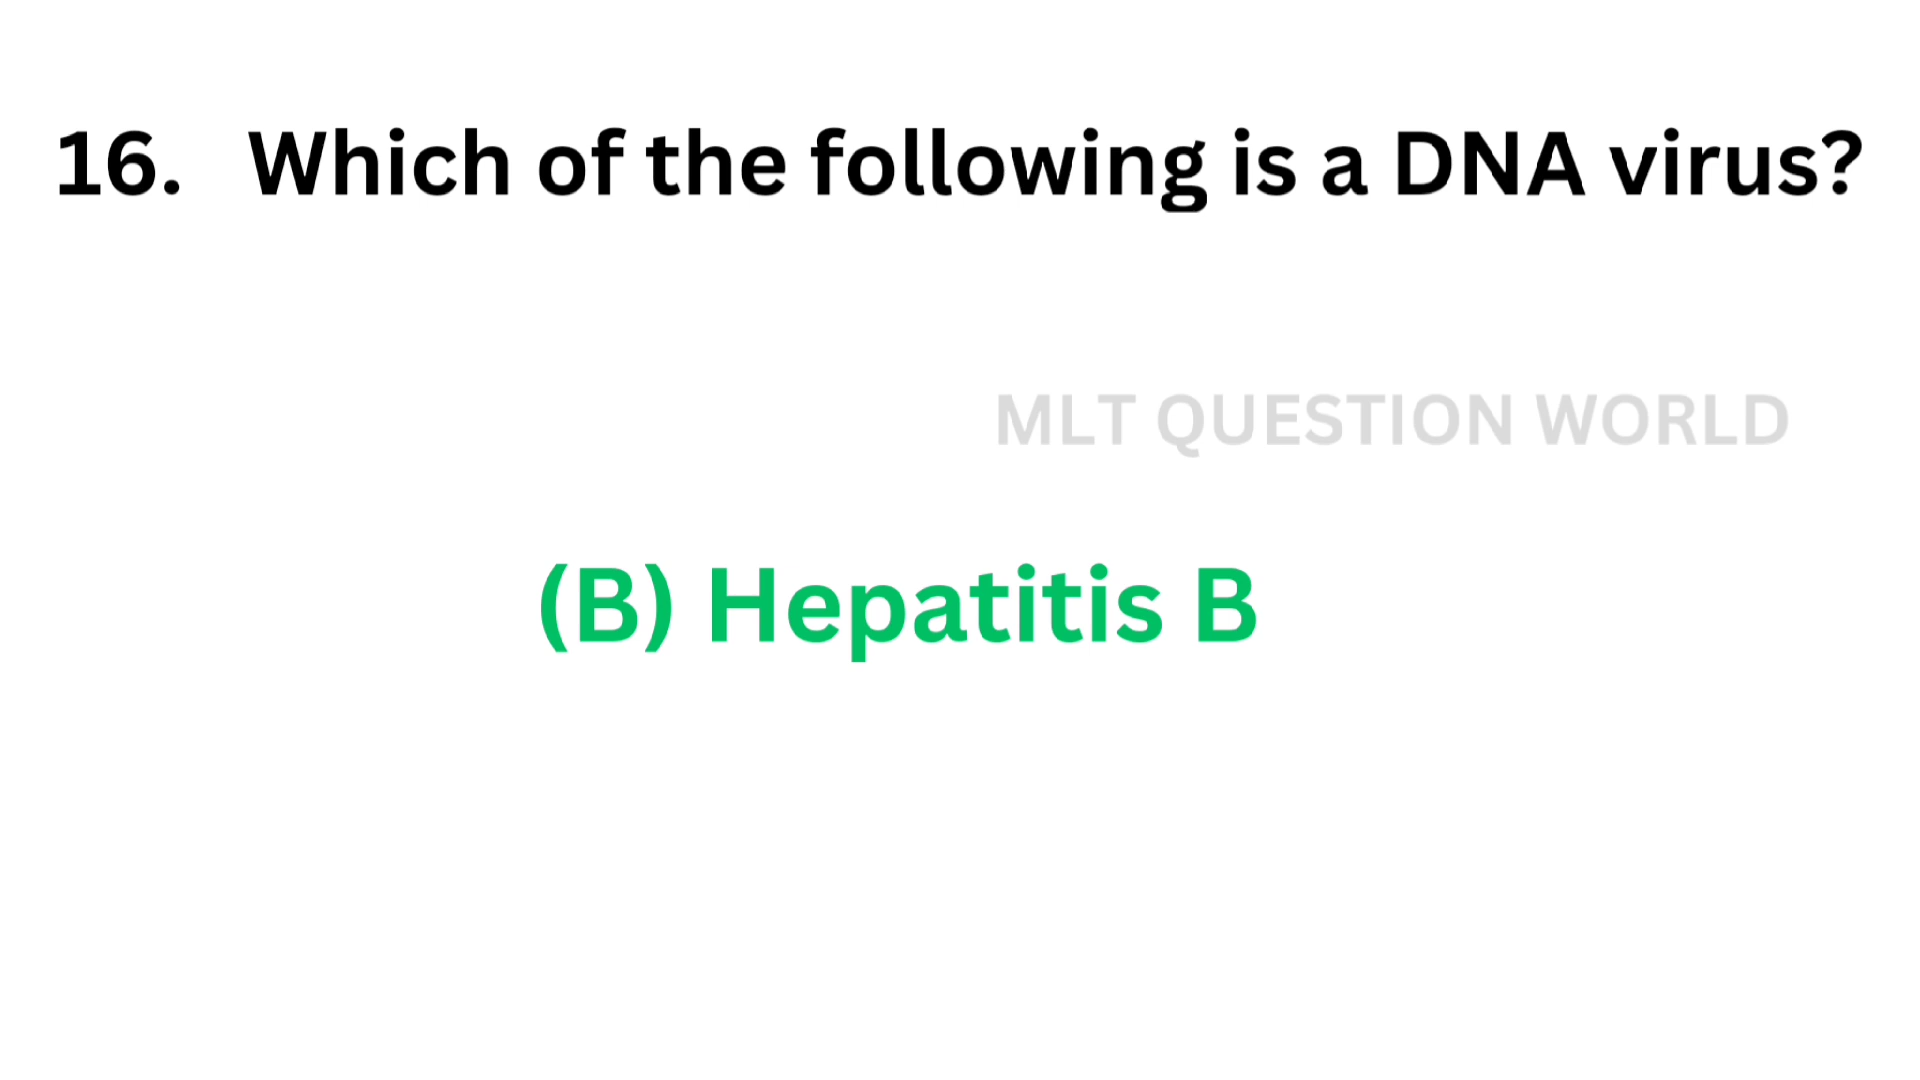 16. Which of the following is a DNA virus?
MLT QUESTION WORLD
(B) Hepatitis B